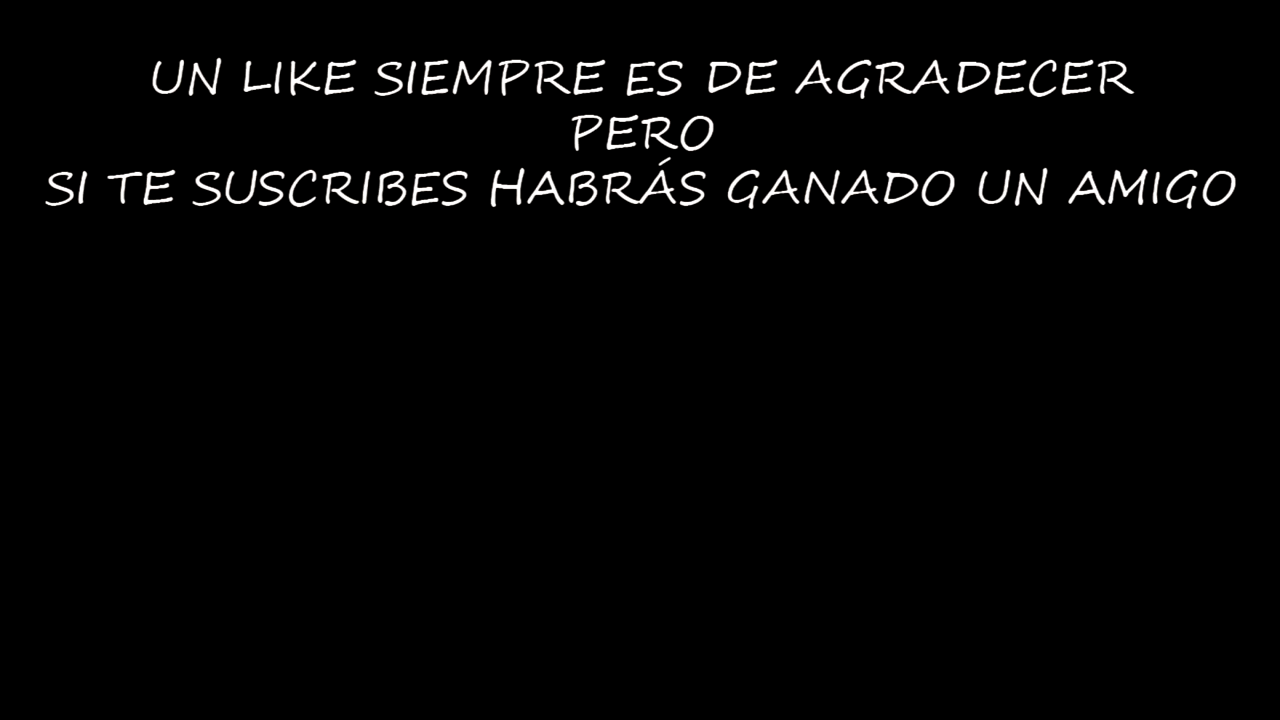 UN LIKE SIEMPRE ES DE AGRADECER
PERO
SI TE SUSCRIBES HABRÁS GANADO UN AMIGO